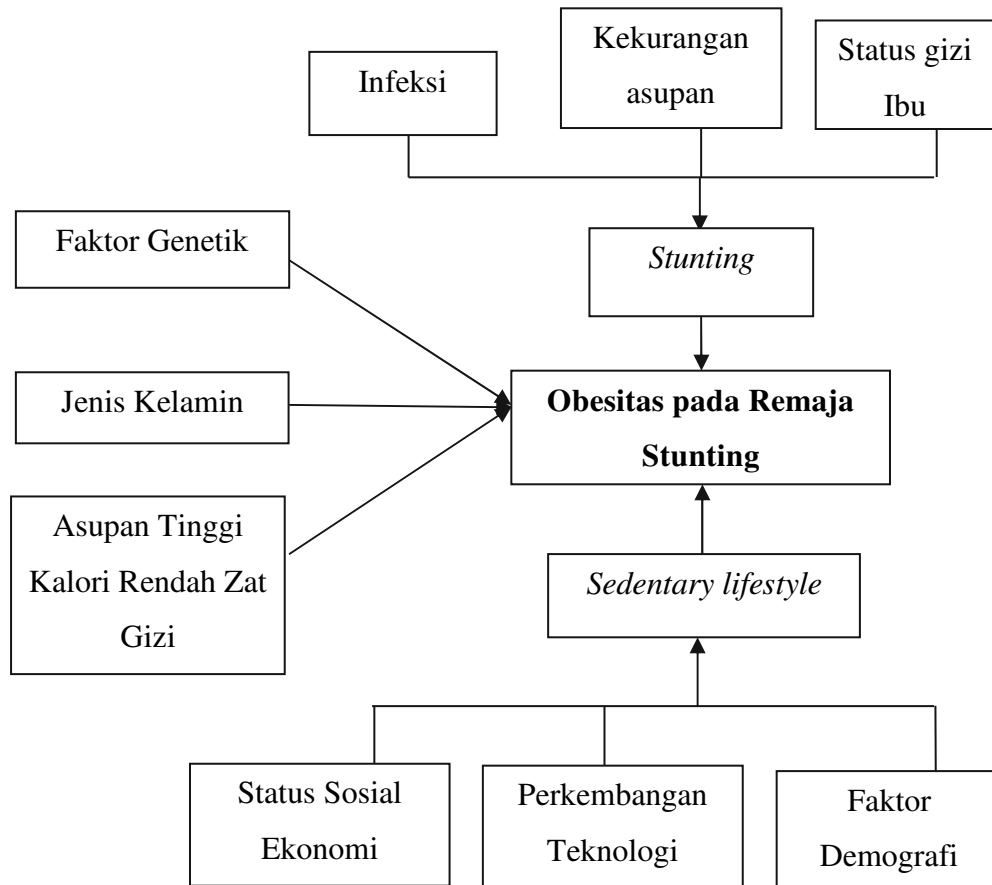 Infeksi
Kekurangan
asupan
Status gizi
Ibu
Faktor Genetik
Stunting
Jenis Kelamin
Obesitas pada Remaja
Stunting
Asupan Tinggi
Kalori Rendah Zat
Gizi
Sedentary lifestyle
Status Sosial
Ekonomi
Perkembangan
Teknologi
Faktor
Demografi